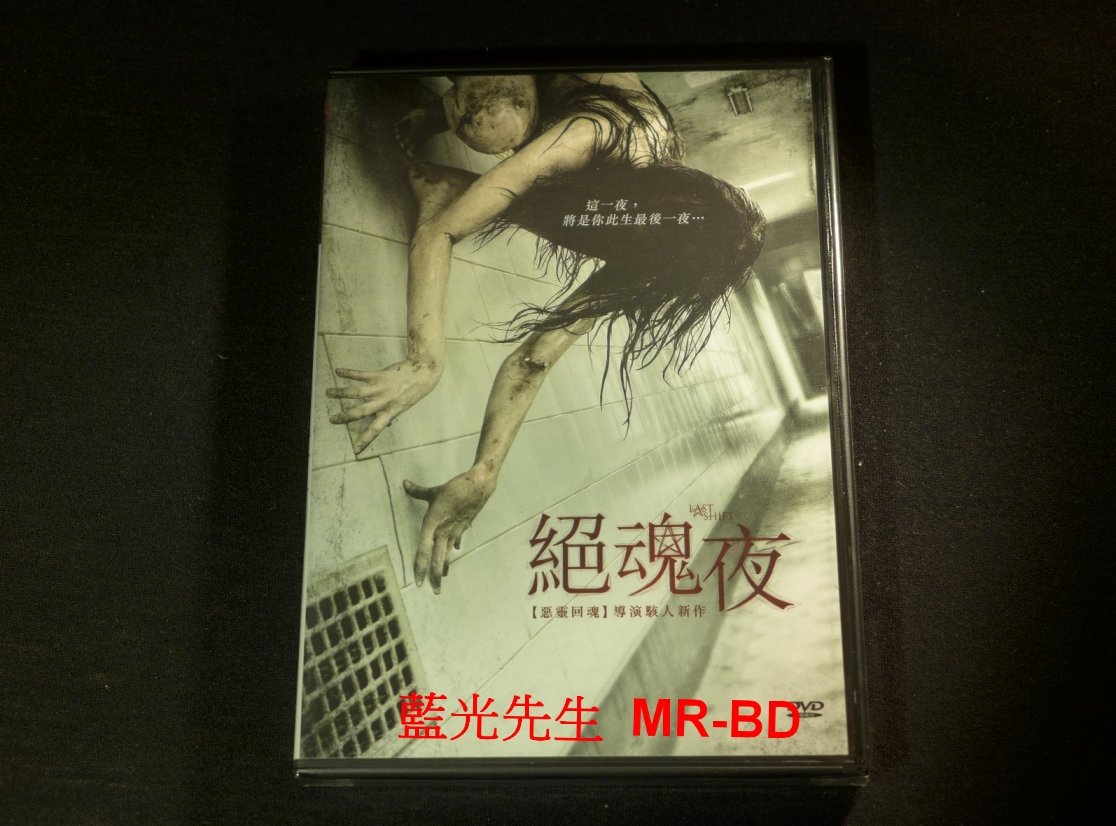 這一夜，
將是你此生最後一夜…
LAST
SHIFT
絕魂夜
【惡靈回魂】導演駭人新作
藍光先生 MR-BD
DVD
VIDEO